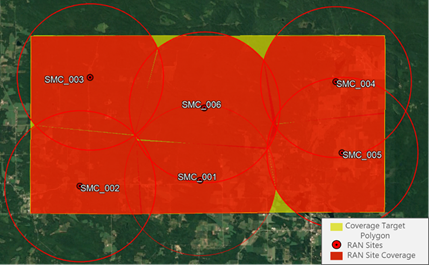 SMC_003
SMC_004
SMC_006
SMC_005
SMC_001
SMC_002
Coverage Target
Polygon
RAN Sites
RAN Site Coverage